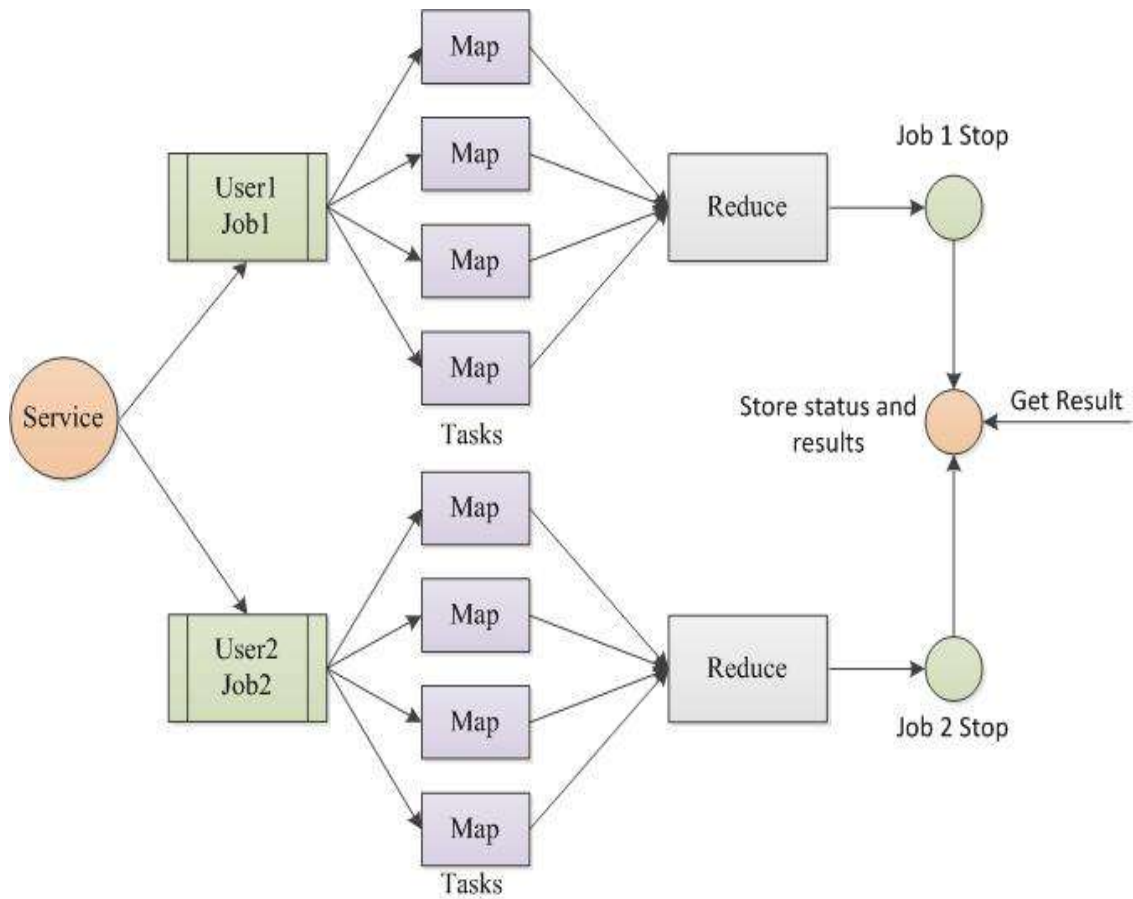 Map
Map
Map
Map
Tasks
User1
Job1
Reduce
Job 1 Stop
Service
Store status and
results
Get Result
Map
Map
Map
Map
Tasks
User2
Job2
Reduce
Job 2 Stop